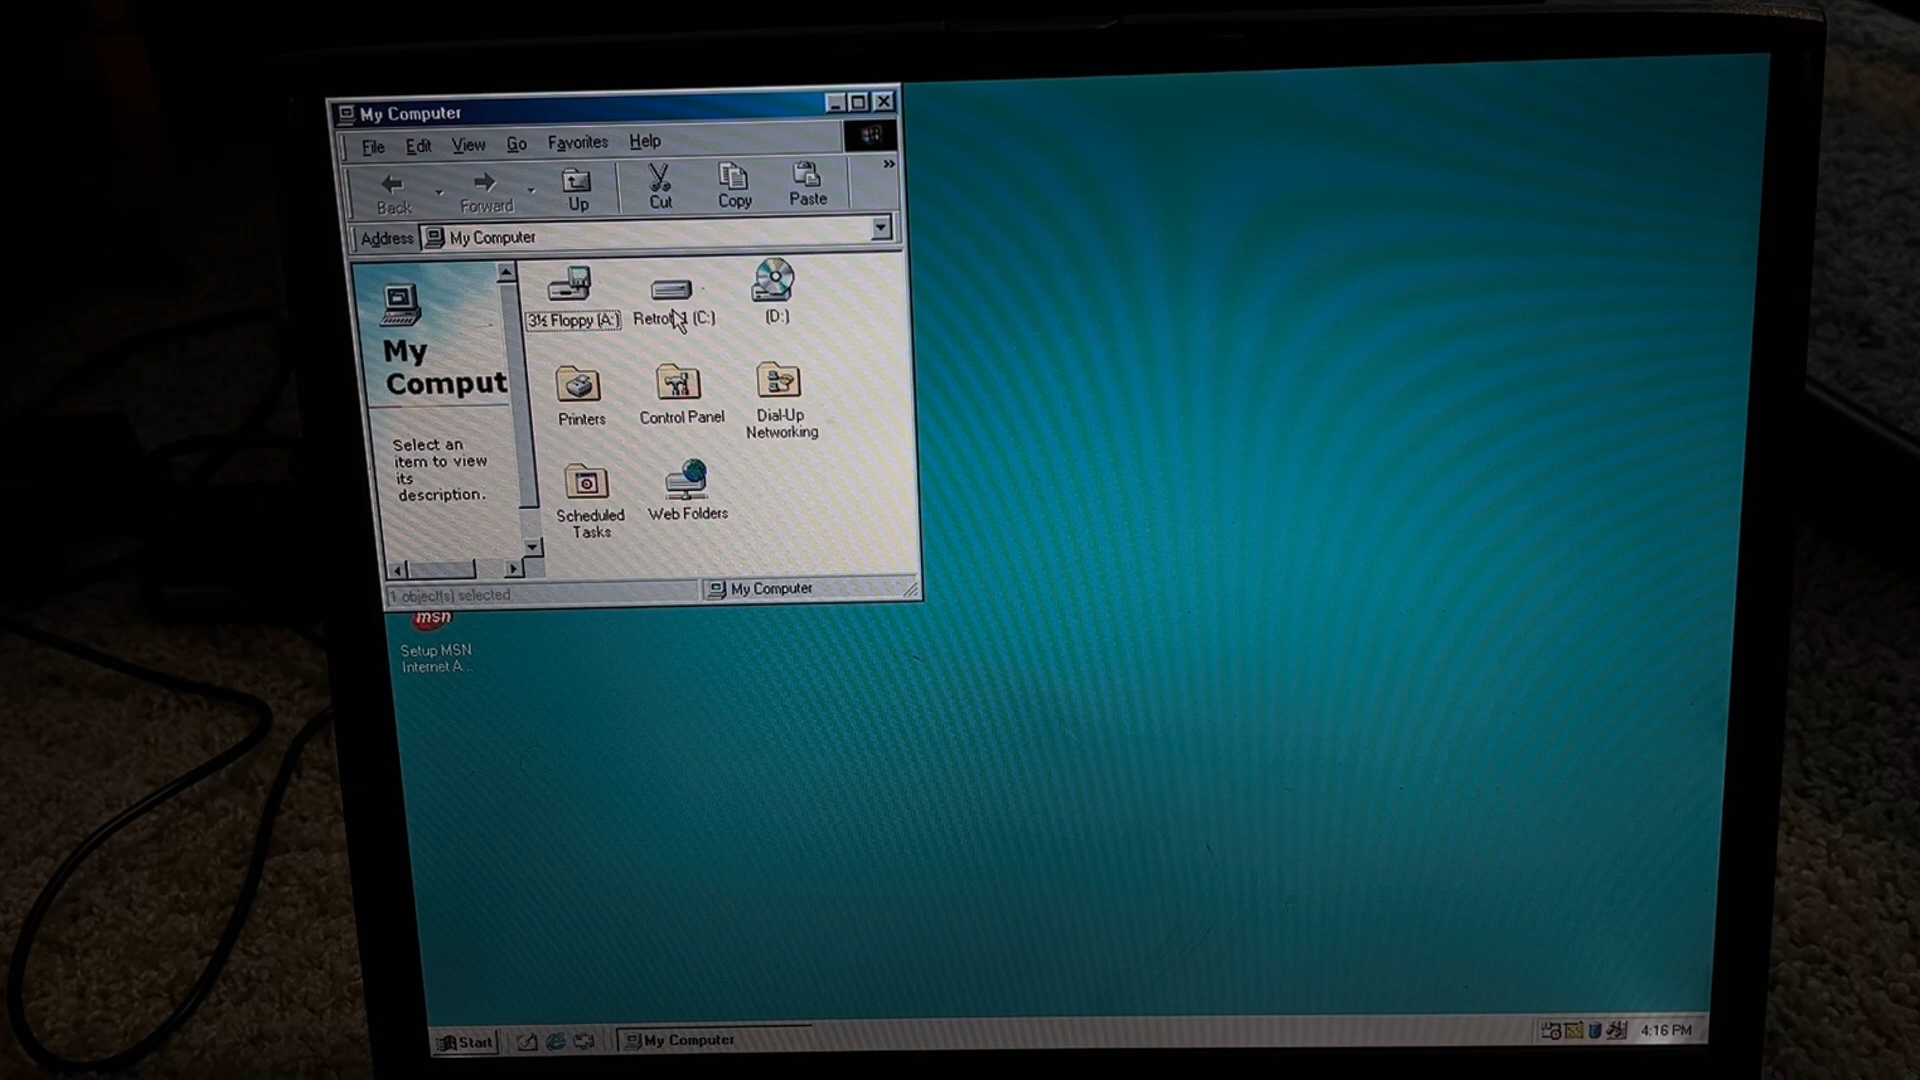 My Computer
File Edit View Go Favorites Help
Back Forward Up Cut Copy Paste »
Address My Computer
3½ Floppy (A:) (C:) (D:)
My
Comput
Printers Control Panel Dial-Up
Networking
Select an
item to view
its
description.
Scheduled
Tasks
Web Folders
1 object(s) selected My Computer
msn
Setup MSN
Internet A...
Start My Computer 4:16 PM